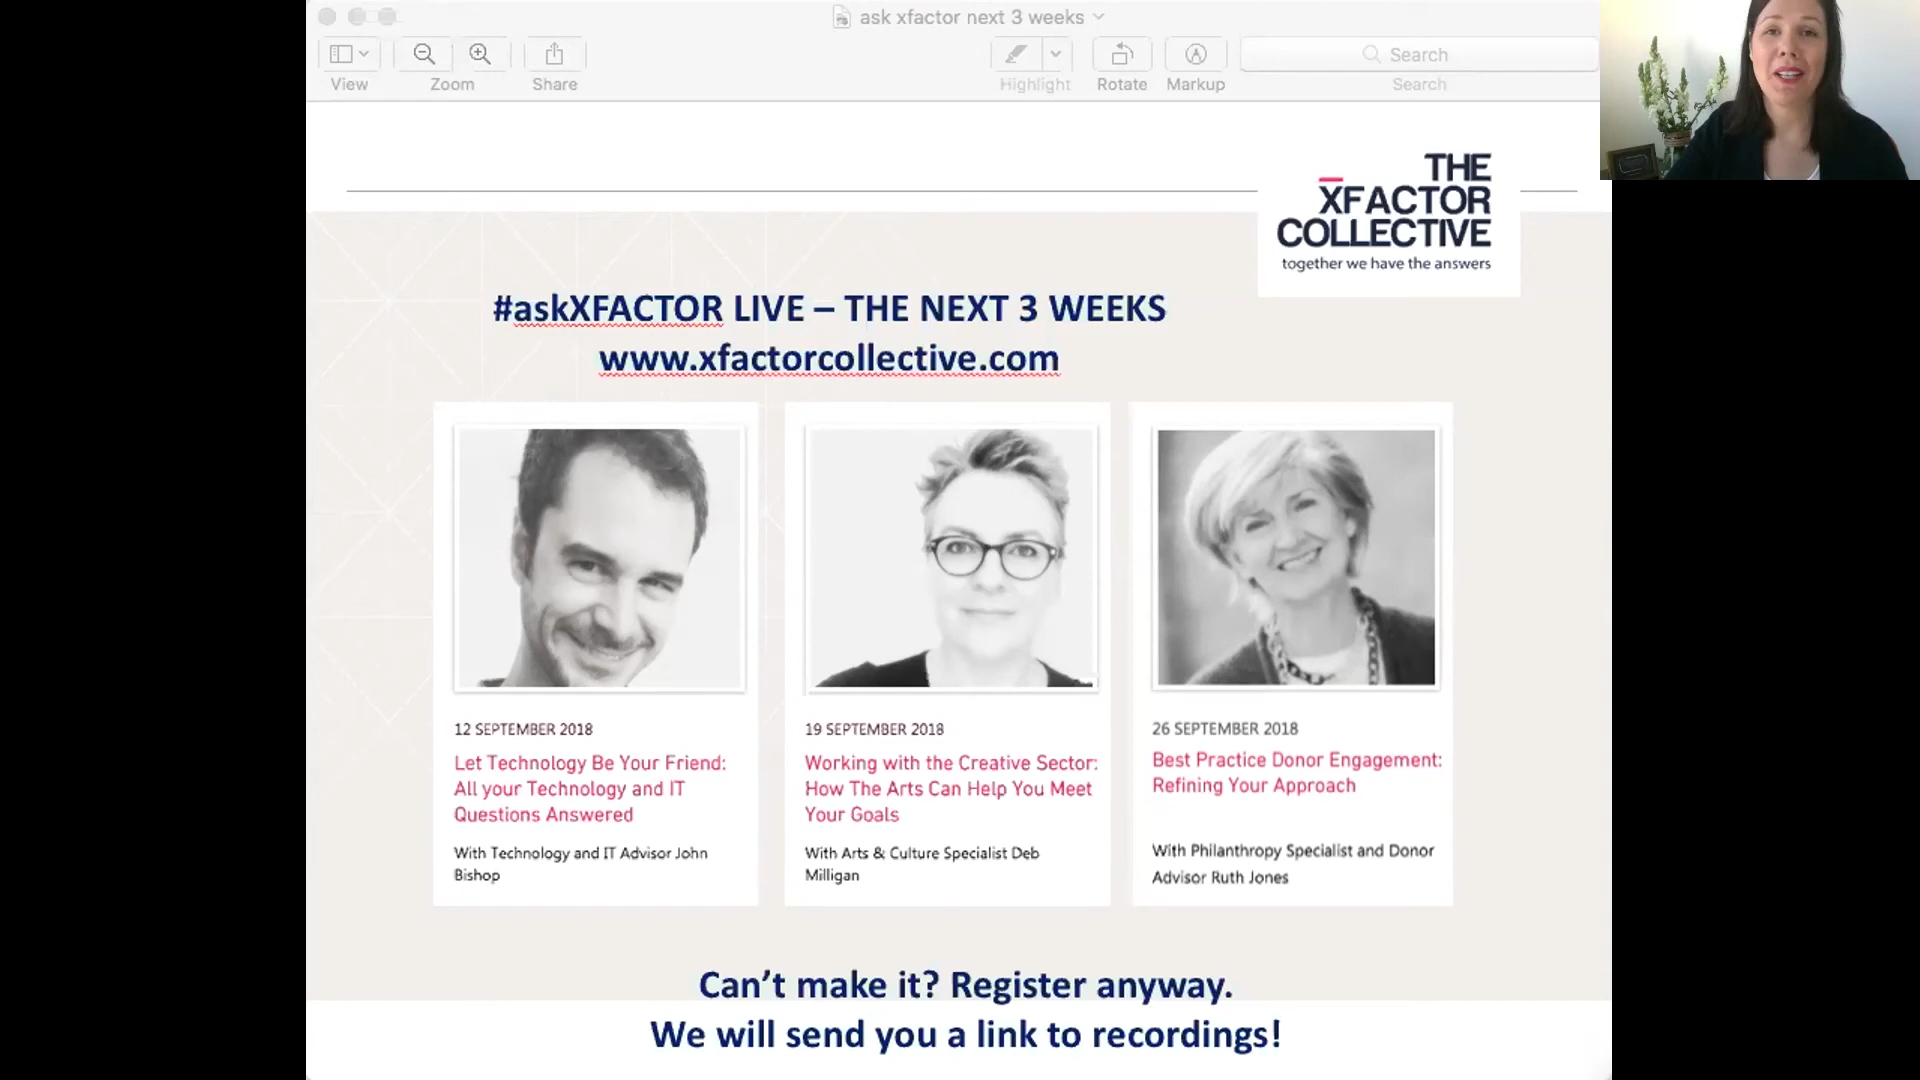 ask xfactor next 3 weeks
View
Zoom
Share
Highlight
Rotate
Markup
Search
Search
THE
XFACTOR
COLLECTIVE
together we have the answers
#askXFACTOR LIVE – THE NEXT 3 WEEKS
www.xfactorcollective.com
12 SEPTEMBER 2018
Let Technology Be Your Friend:
All your Technology and IT
Questions Answered
With Technology and IT Advisor John
Bishop
19 SEPTEMBER 2018
Working with the Creative Sector:
How The Arts Can Help You Meet
Your Goals
With Arts & Culture Specialist Deb
Milligan
26 SEPTEMBER 2018
Best Practice Donor Engagement:
Refining Your Approach
With Philanthropy Specialist and Donor
Advisor Ruth Jones
Can’t make it? Register anyway.
We will send you a link to recordings!